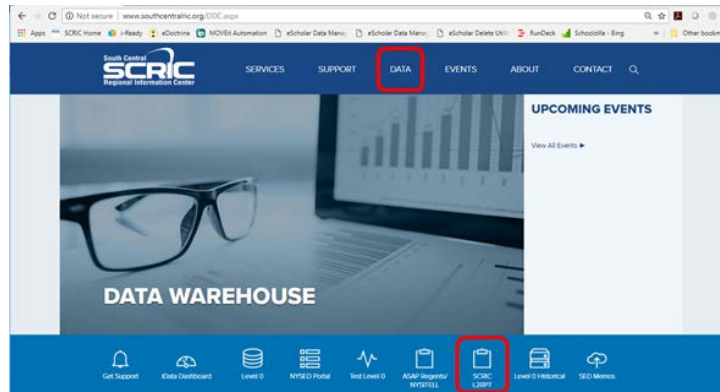 Not secure | www.southcentralric.org/DDC.aspx
Apps SCRIC Home i-Ready eDoctrina MOVEit Automation eScholar Data Mana eScholar Data Mana eScholar Delete Util RunDeck Schooltilla - Bing » Other bookm
South Central
SCRIC
Regional Information Center
SERVICES SUPPORT DATA EVENTS ABOUT CONTACT
UPCOMING EVENTS
View All Events ▶
DATA WAREHOUSE
Get Support iData Dashboard Level 0 NYSED Portal Test Level 0 ASAP Regents/ SCRIC Level 0 Historical SED Memos
NYSITELL L2RPT